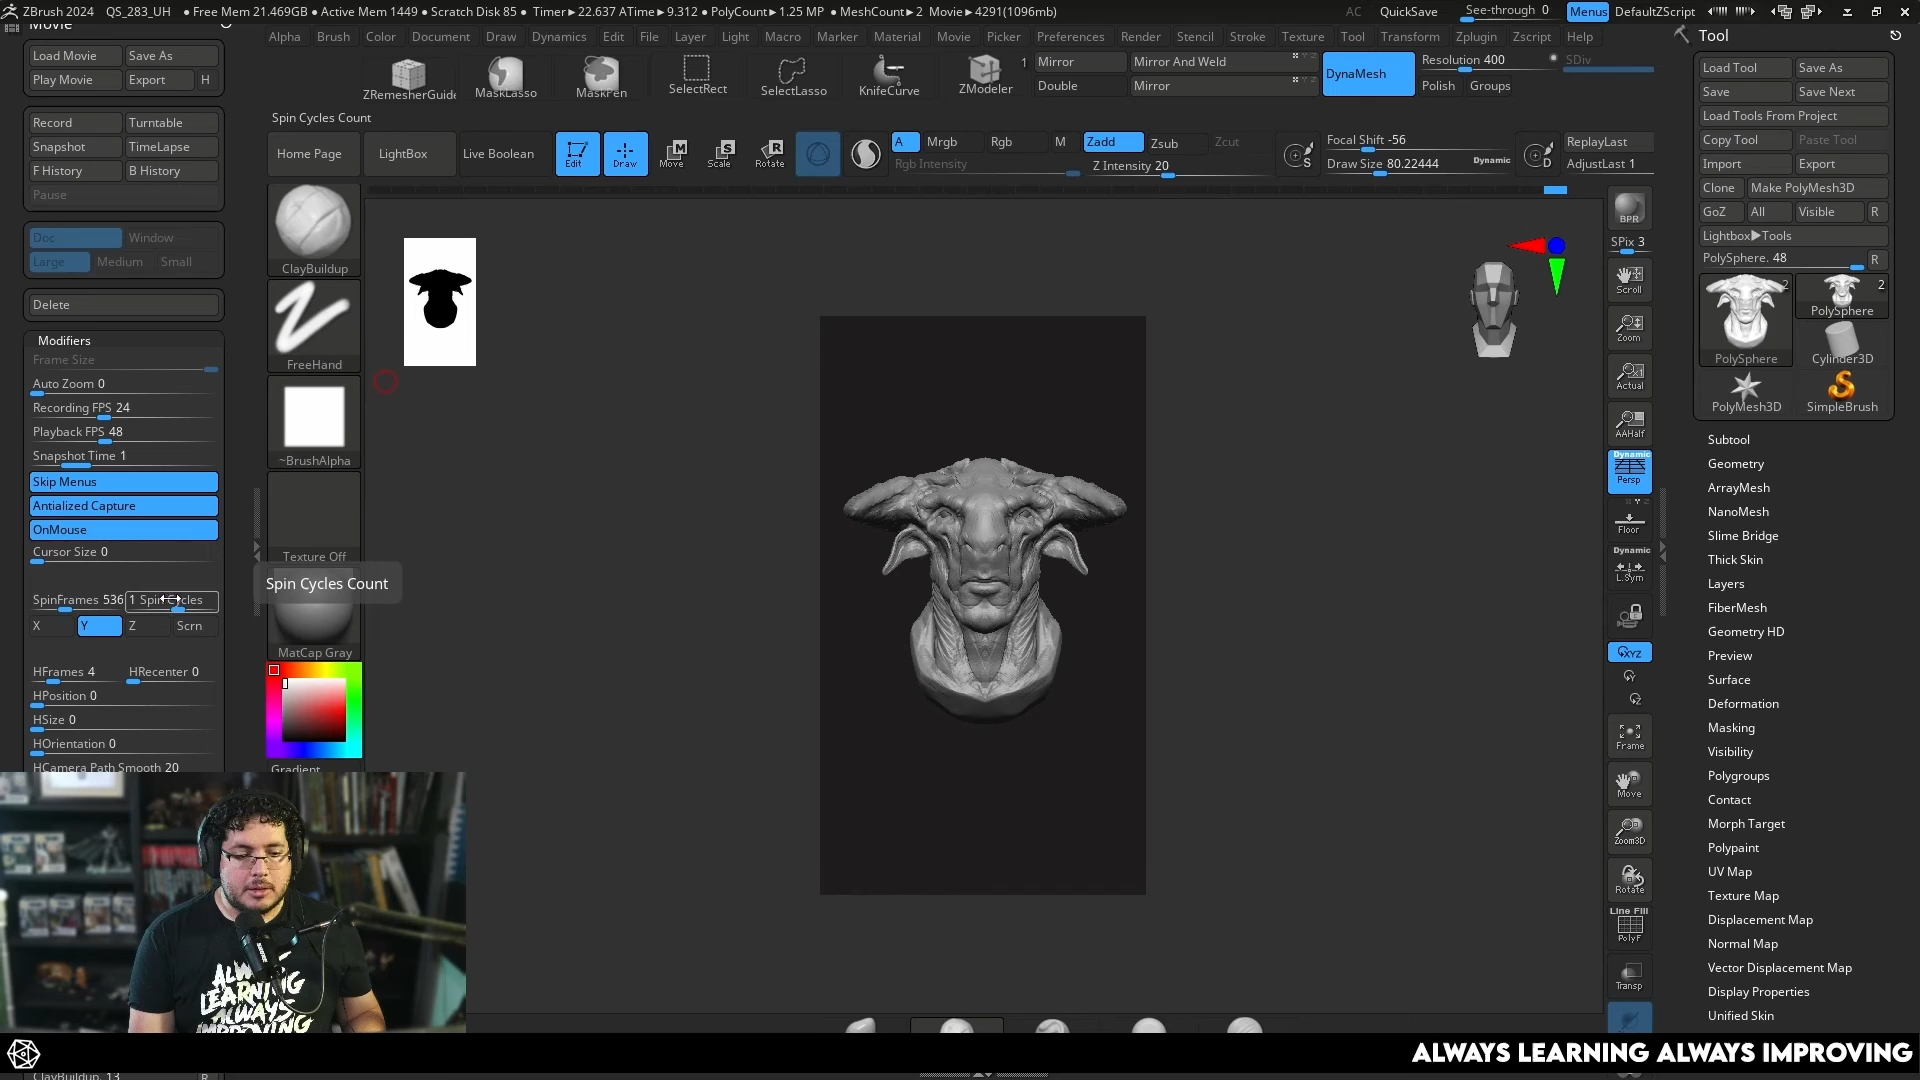 ZBrush 2024 QS_283_UH ● Free Mem 21.469GB ● Active Mem 1449 ● Scratch Disk 85 ● Timer►22.637 ATime►9.312 ● PolyCount►1.25 MP ● MeshCount►2 Movie►4291(1096mb) AC QuickSave See-through 0 Menus DefaultZScript
Movie
Alpha Brush Color Document Draw Dynamics Edit File Layer Light Macro Marker Material Movie Picker Preferences Render Stencil Stroke Texture Tool Transform Zplugin Zscript Help
Tool
Load Movie Save As
Play Movie Export H
Record Turntable
Snapshot TimeLapse
F History B History
Pause
Doc Window
Large Medium Small
Delete
Modifiers
Frame Size
Auto Zoom 0
Recording FPS 24
Playback FPS 48
Snapshot Time 1
Skip Menus
Antialized Capture
OnMouse
Cursor Size 0
SpinFrames 536 1 SpinCycles
X Y Z Scrn
HFrames 4 HRecenter 0
HPosition 0
HSize 0
HOrientation 0
HCamera Path Smooth 20
ZRemesherGuide MaskLasso MaskPen SelectRect SelectLasso KnifeCurve ZModeler 1
Mirror Mirror And Weld
Double Mirror
DynaMesh
Resolution 400 SDiv
Polish Groups
Spin Cycles Count
Home Page LightBox Live Boolean Edit Draw Move Scale Rotate
A Mrgb Rgb M Zadd Zsub Zcut
Rgb Intensity Z Intensity 20
S
Focal Shift -56
Draw Size 80.22444 Dynamic
D
ReplayLast
AdjustLast 1
ClayBuildup
FreeHand
~BrushAlpha
Texture Off
Spin Cycles Count
MatCap Gray
Gradient
BPR
SPix 3
Scroll
Zoom
Actual
AAHalf
Dynamic
Persp
Floor
Dynamic
L.Sym
XYZ
Frame
Move
Zoom3D
Rotate
Line Fill
PolyF
Transp
Load Tool Save As
Save Save Next
Load Tools From Project
Copy Tool Paste Tool
Import Export
Clone Make PolyMesh3D
GoZ All Visible R
Lightbox►Tools
PolySphere. 48 R
2 2
PolySphere
PolySphere Cylinder3D
PolyMesh3D SimpleBrush
Subtool
Geometry
ArrayMesh
NanoMesh
Slime Bridge
Thick Skin
Layers
FiberMesh
Geometry HD
Preview
Surface
Deformation
Masking
Visibility
Polygroups
Contact
Morph Target
Polypaint
UV Map
Texture Map
Displacement Map
Normal Map
Vector Displacement Map
Display Properties
Unified Skin
ALWAYS
LEARNING
ALWAYS
IMPROVING
ALWAYS LEARNING ALWAYS IMPROVING
ClayBuildup. 13 R